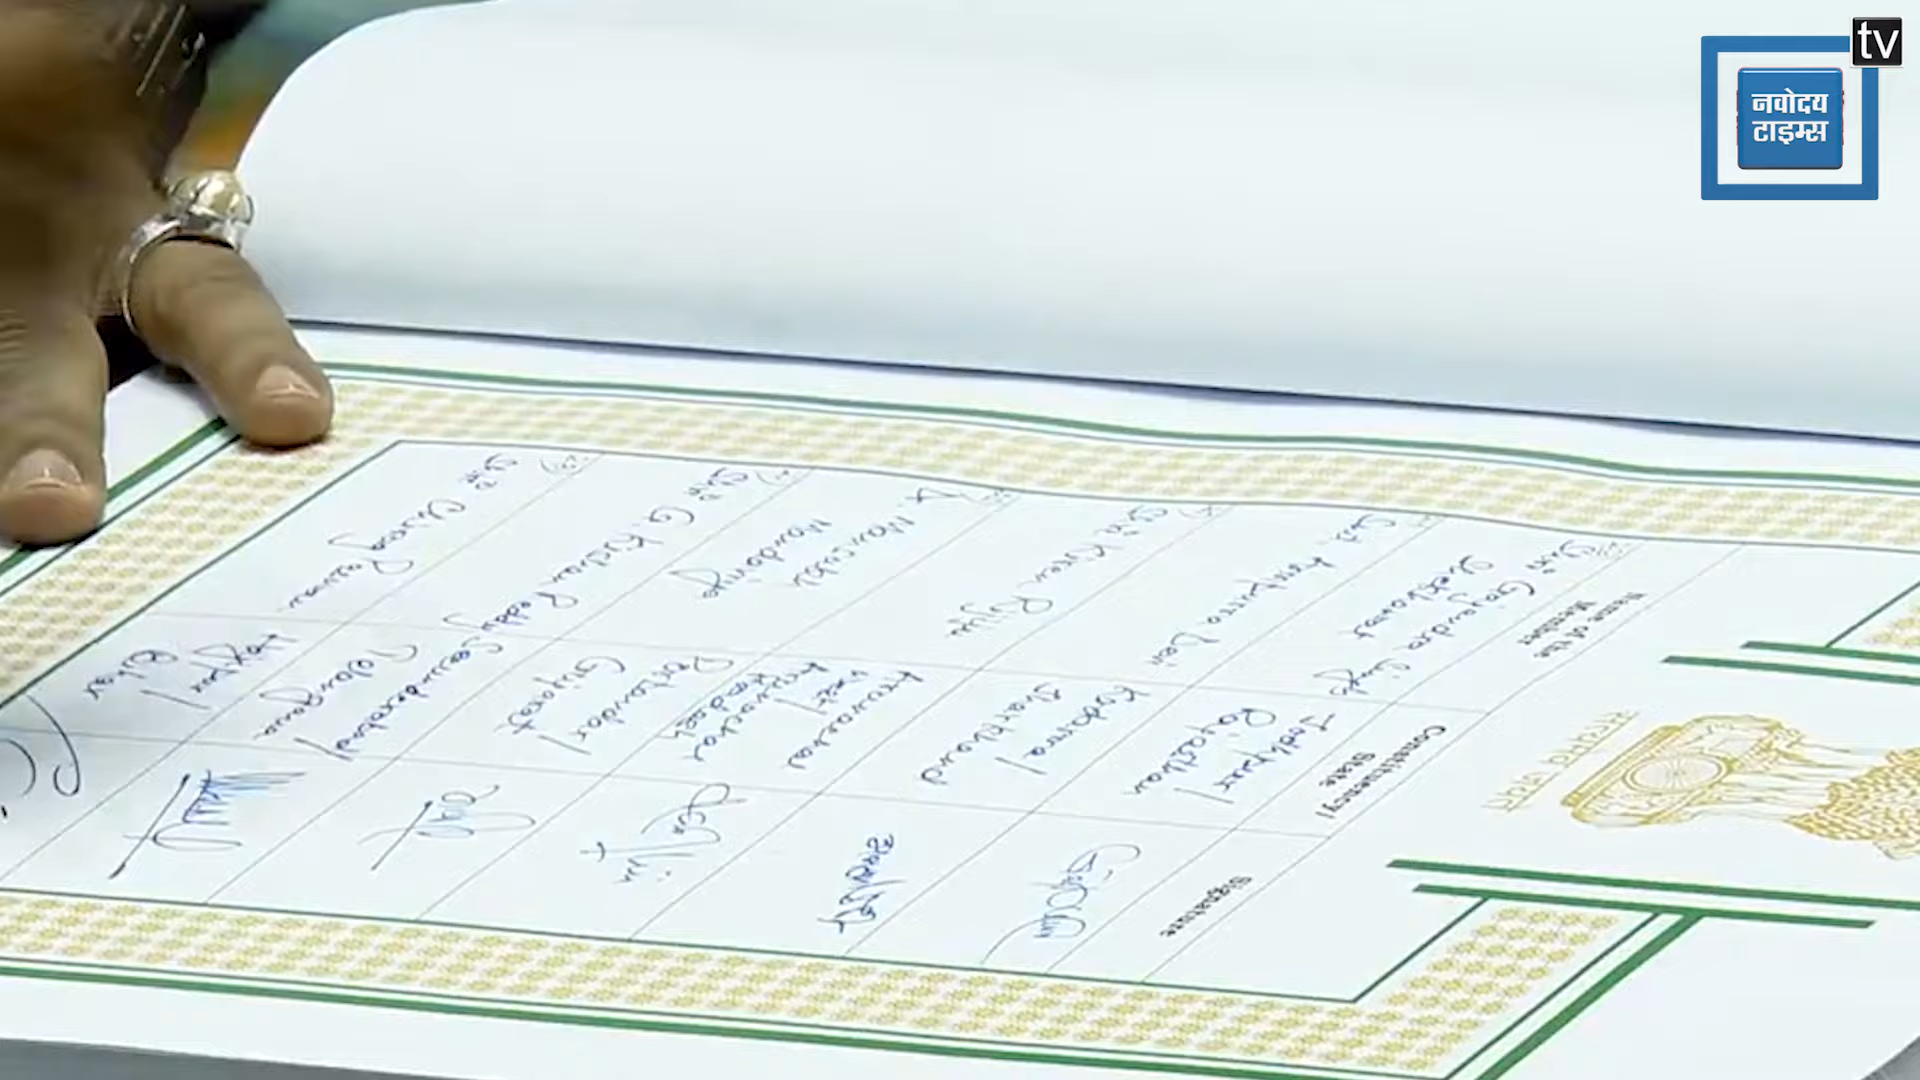 tv
नवोदय
टाइम्स
सत्यमेव जयते
Name of the
Member
Constituency/
State
Signature
Shri Gajendra Singh
Shekhawat
Jodhpur/
Rajasthan
Smt. Annpurna Devi
Kodarma/
Jharkhand
Shri Kiren Rijiju
Arunachal
West/
Arunachal
Pradesh
Dr. Mansukh
Mandaviya
Porbandar/
Gujarat
Shri G. Kishan Reddy
Secunderabad/
Telangana
Shri Chirag Paswan
Hajipur/
Bihar